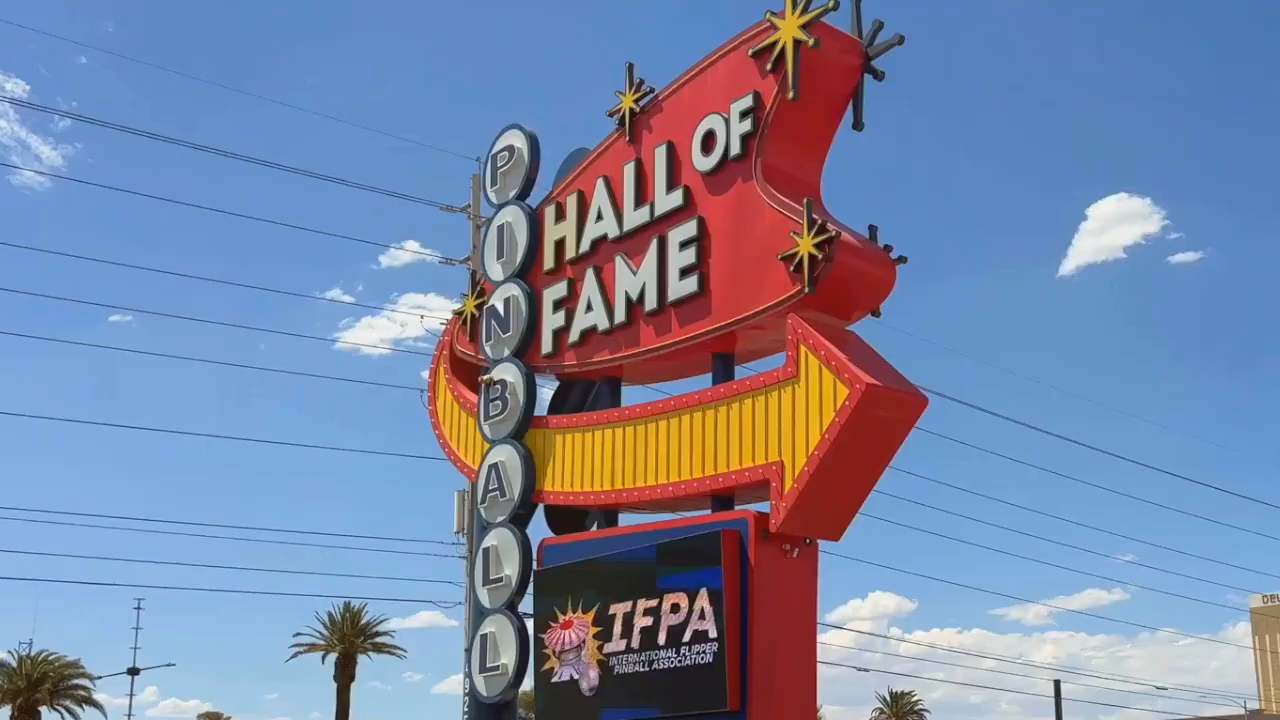 PINBALL
HALL OF
FAME
IFPA
INTERNATIONAL FLIPPER
PINBALL ASSOCIATION